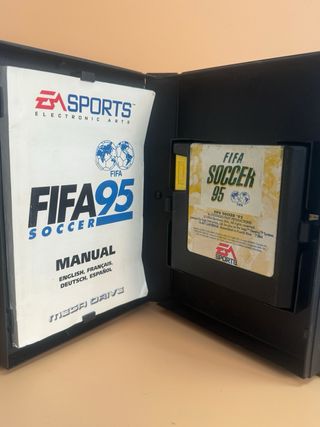 EA SPORTS™
ELECTRONIC ARTS
FIFA
FIFA 95
SOCCER
MANUAL
ENGLISH, FRANÇAIS,
DEUTSCH, ESPAÑOL
MEGA DRIVE
FIFA
SOCCER
95
FIFA SOCCER '95
EA
SPORTS